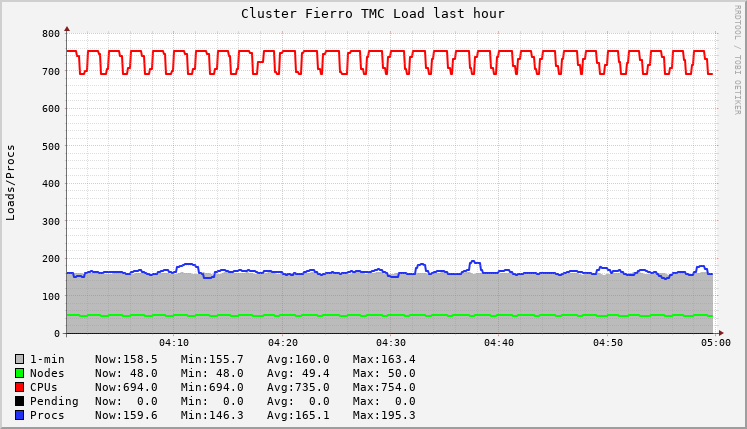 Cluster Fierro TMC Load last hour
RRDTOOL / TOBI OETIKER
Loads/Procs
800
700
600
500
400
300
200
100
0
04:10 04:20 04:30 04:40 04:50 05:00
1-min Now:158.5 Min:155.7 Avg:160.0 Max:163.4
Nodes Now: 48.0 Min: 48.0 Avg: 49.4 Max: 50.0
CPUs Now:694.0 Min:694.0 Avg:735.0 Max:754.0
Pending Now: 0.0 Min: 0.0 Avg: 0.0 Max: 0.0
Procs Now:159.6 Min:146.3 Avg:165.1 Max:195.3